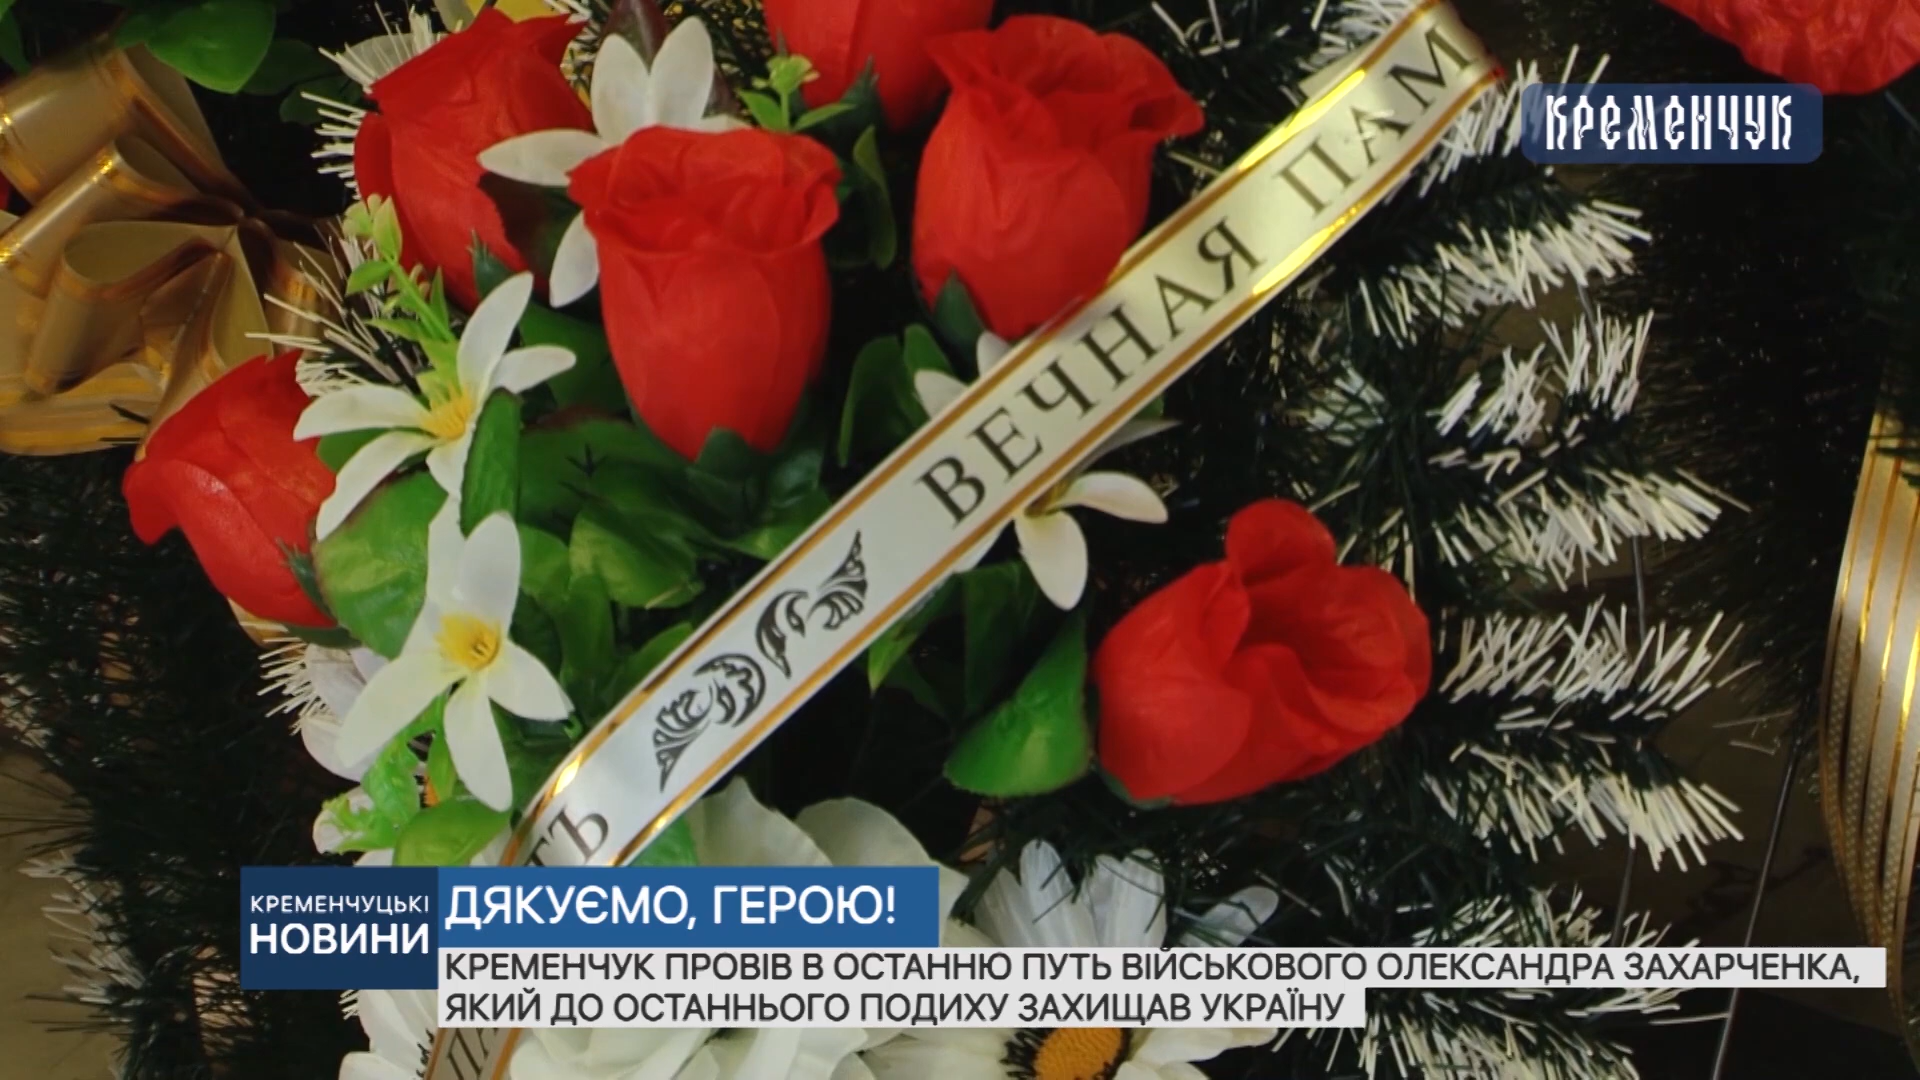 КРЕМЕНЧУК
ВЕЧНАЯ ПАМ
ТЬ
КРЕМЕНЧУЦЬКІ
НОВИНИ
ДЯКУЄМО, ГЕРОЮ!
КРЕМЕНЧУК ПРОВІВ В ОСТАННЮ ПУТЬ ВІЙСЬКОВОГО ОЛЕКСАНДРА ЗАХАРЧЕНКА,
ЯКИЙ ДО ОСТАННЬОГО ПОДИХУ ЗАХИЩАВ УКРАЇНУ